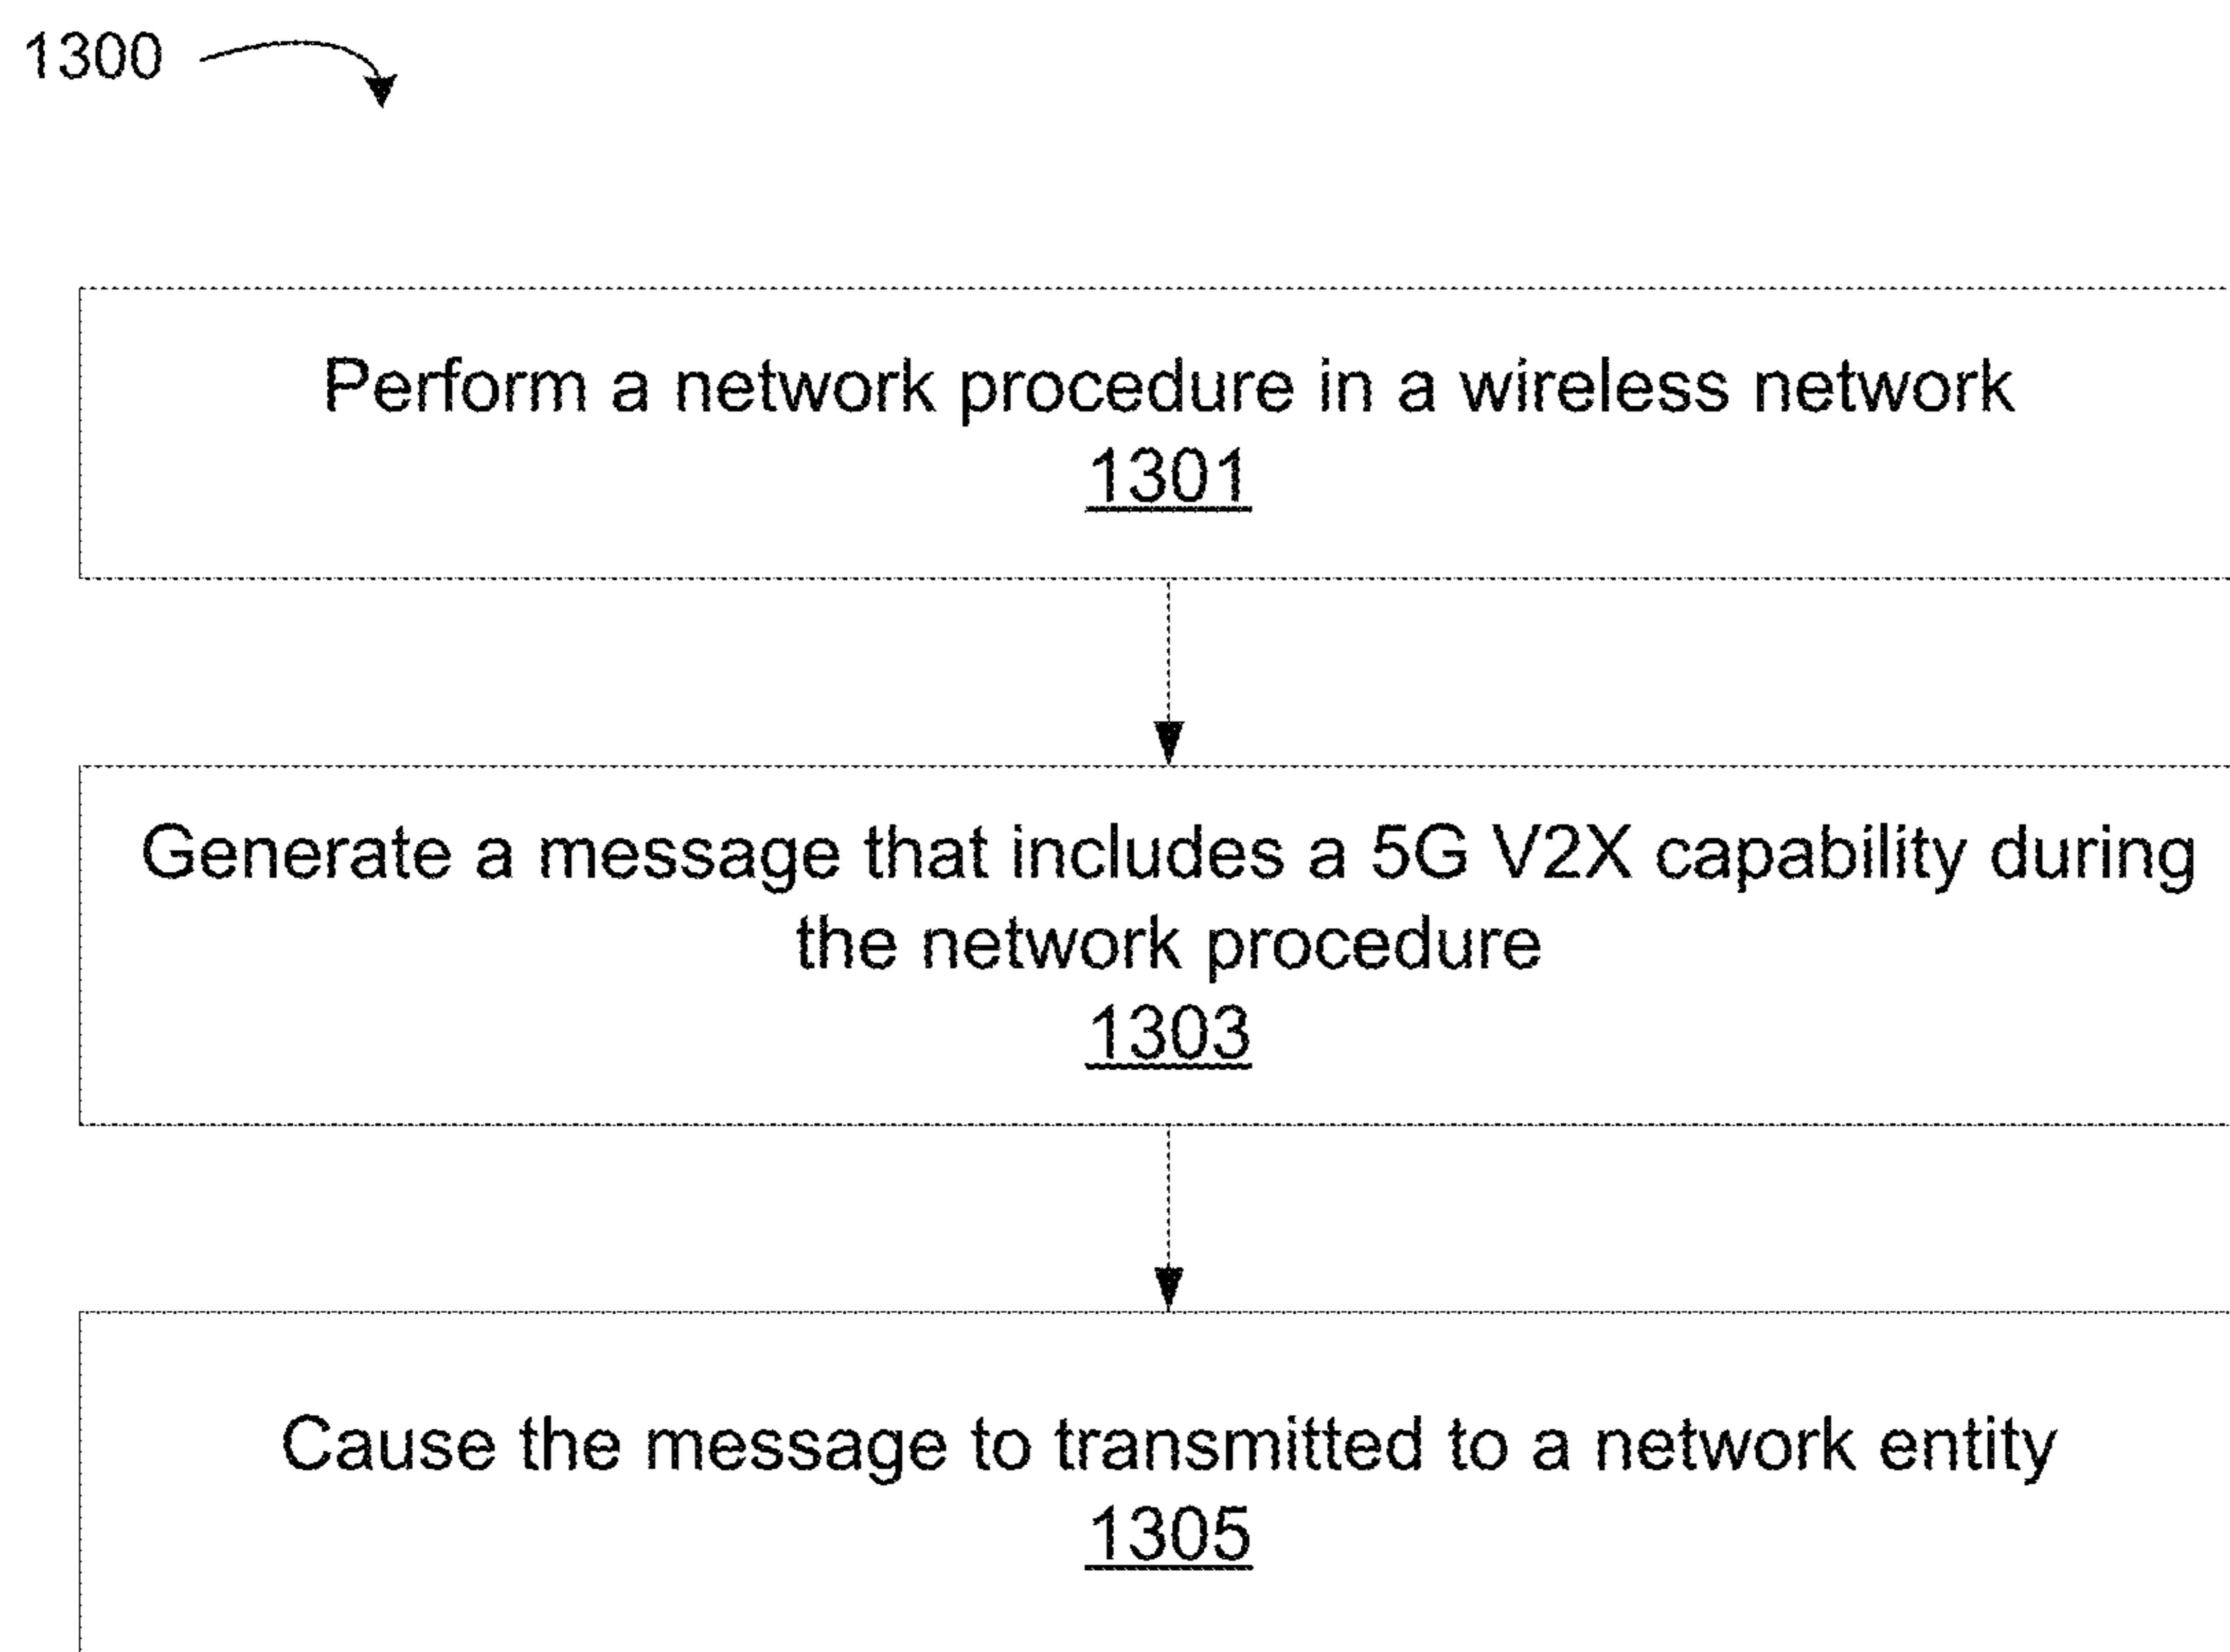 1300
Perform a network procedure in a wireless network
1301
Generate a message that includes a 5G V2X capability during
the network procedure
1303
Cause the message to transmitted to a network entity
1305